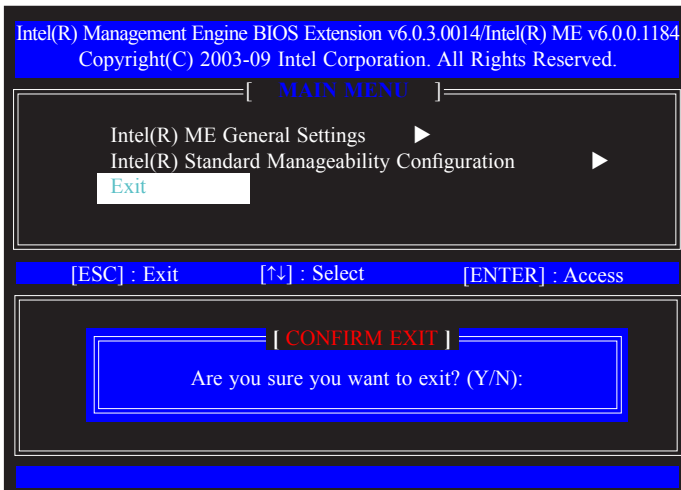 Intel(R) Management Engine BIOS Extension v6.0.3.0014/Intel(R) ME v6.0.0.1184
Copyright(C) 2003-09 Intel Corporation. All Rights Reserved.
[ MAIN MENU ]
Intel(R) ME General Settings ▶
Intel(R) Standard Manageability Configuration ▶
Exit
[ESC] : Exit [↑↓] : Select [ENTER] : Access
[ CONFIRM EXIT ]
Are you sure you want to exit? (Y/N):